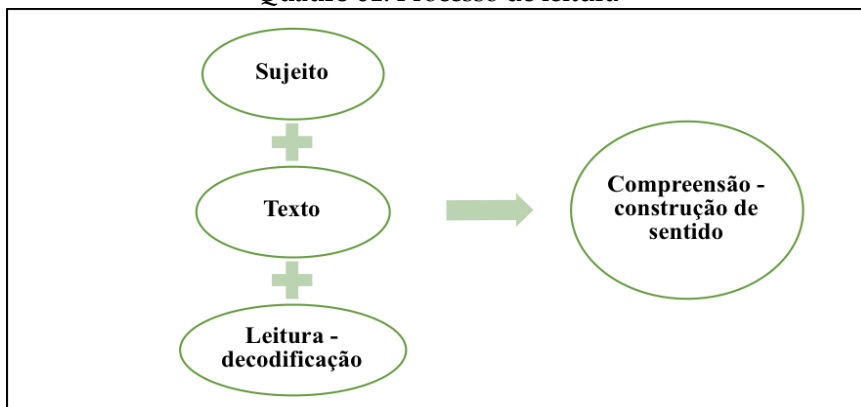 Quadro 01: Processo de leitura
Sujeito
Texto
Leitura -
decodificação
Compreensão -
construção de
sentido